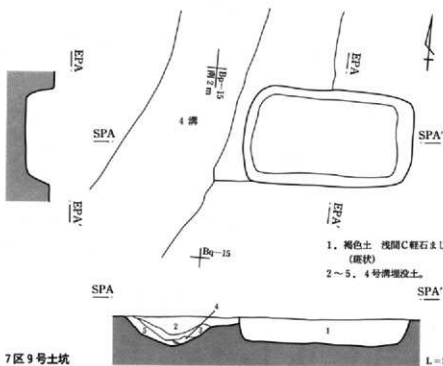 EPA
EPA
Bp-15
南2m
4溝
SPA
SPA'
EPA'
EPA'
1. 褐色土 浅間C軽石まじ
(斑状)
Bq-15
2~5. 4号溝埋没土。
SPA
SPA'
4
5
2
3
1
7区9号土坑
L=